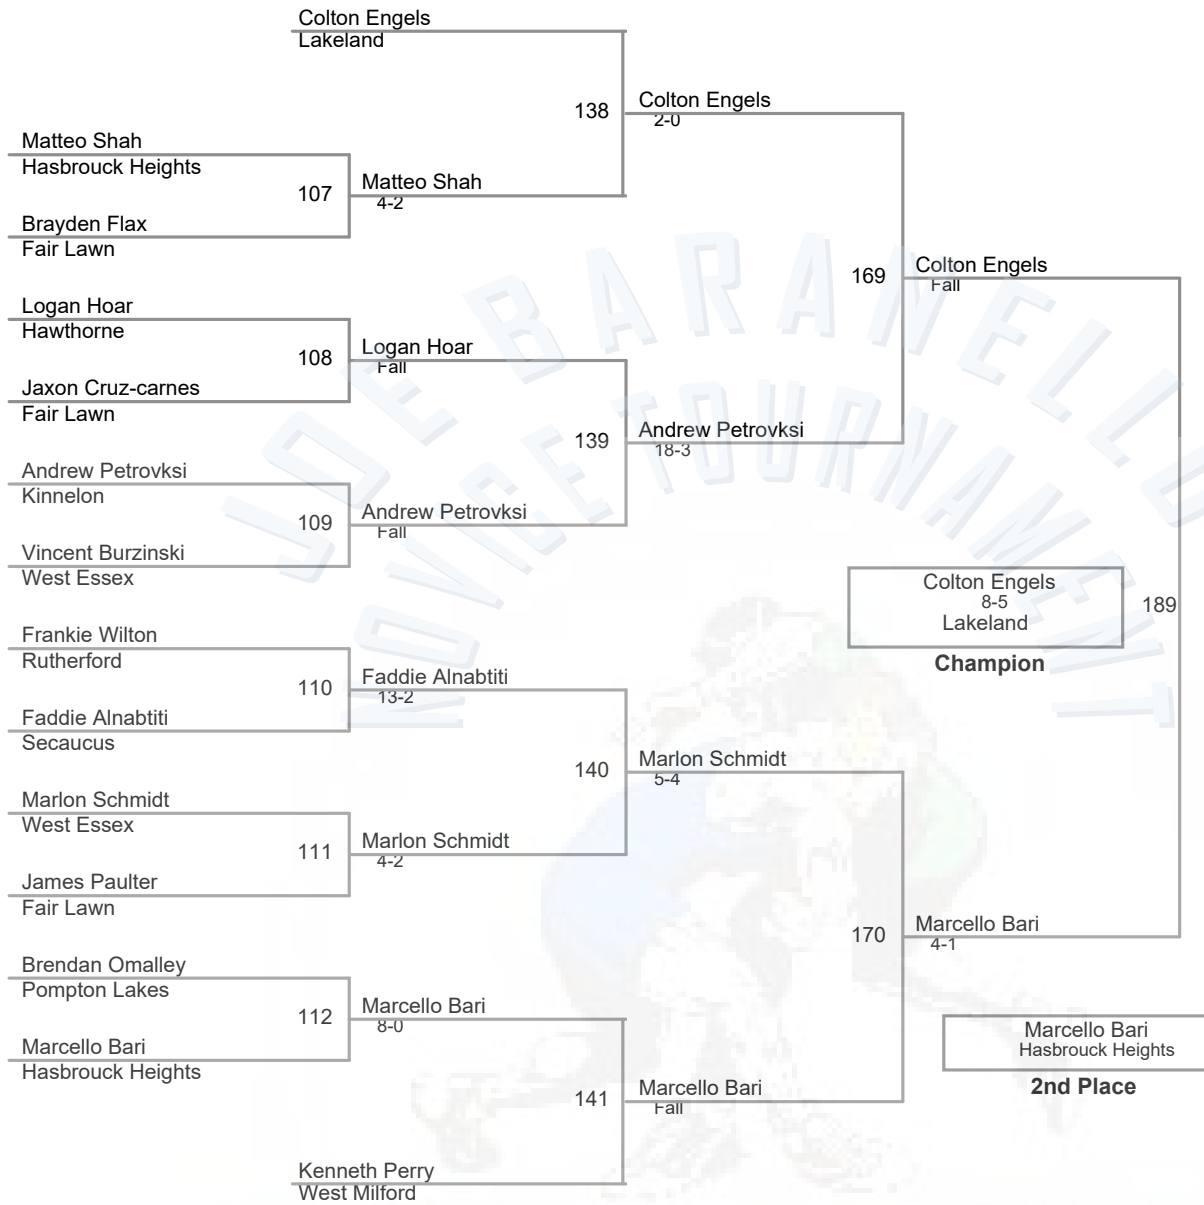 Colton Engels
Lakeland
138
Colton Engels
2-0
Matteo Shah
Hasbrouck Heights
107
Matteo Shah
4-2
Brayden Flax
Fair Lawn
JOE BARANELLO
NOVICE TOURNAMENT
169
Colton Engels
Fall
Logan Hoar
Hawthorne
108
Logan Hoar
Fall
Jaxon Cruz-carnes
Fair Lawn
139
Andrew Petrovksi
18-3
Andrew Petrovksi
Kinnelon
109
Andrew Petrovksi
Fall
Vincent Burzinski
West Essex
Colton Engels
8-5
Lakeland
Champion
189
Frankie Wilton
Rutherford
110
Faddie Alnabtiti
13-2
Faddie Alnabtiti
Secaucus
140
Marlon Schmidt
5-4
Marlon Schmidt
West Essex
111
Marlon Schmidt
4-2
James Paulter
Fair Lawn
170
Marcello Bari
4-1
Brendan Omalley
Pompton Lakes
112
Marcello Bari
8-0
Marcello Bari
Hasbrouck Heights
Marcello Bari
Hasbrouck Heights
2nd Place
141
Marcello Bari
Fall
Kenneth Perry
West Milford